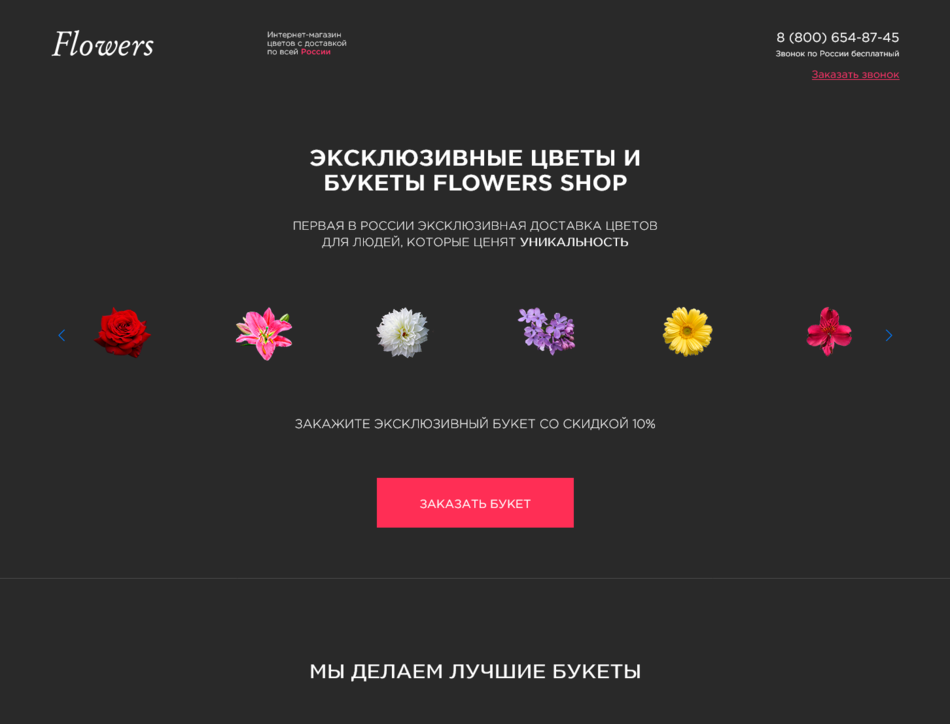 Flowers
Интернет-магазин
цветов с доставкой
по всей России
8 (800) 654-87-45
Звонок по России бесплатный
Заказать звонок
ЭКСКЛЮЗИВНЫЕ ЦВЕТЫ И
БУКЕТЫ FLOWERS SHOP
ПЕРВАЯ В РОССИИ ЭКСКЛЮЗИВНАЯ ДОСТАВКА ЦВЕТОВ
ДЛЯ ЛЮДЕЙ, КОТОРЫЕ ЦЕНЯТ УНИКАЛЬНОСТЬ
ЗАКАЖИТЕ ЭКСКЛЮЗИВНЫЙ БУКЕТ СО СКИДКОЙ 10%
ЗАКАЗАТЬ БУКЕТ
МЫ ДЕЛАЕМ ЛУЧШИЕ БУКЕТЫ